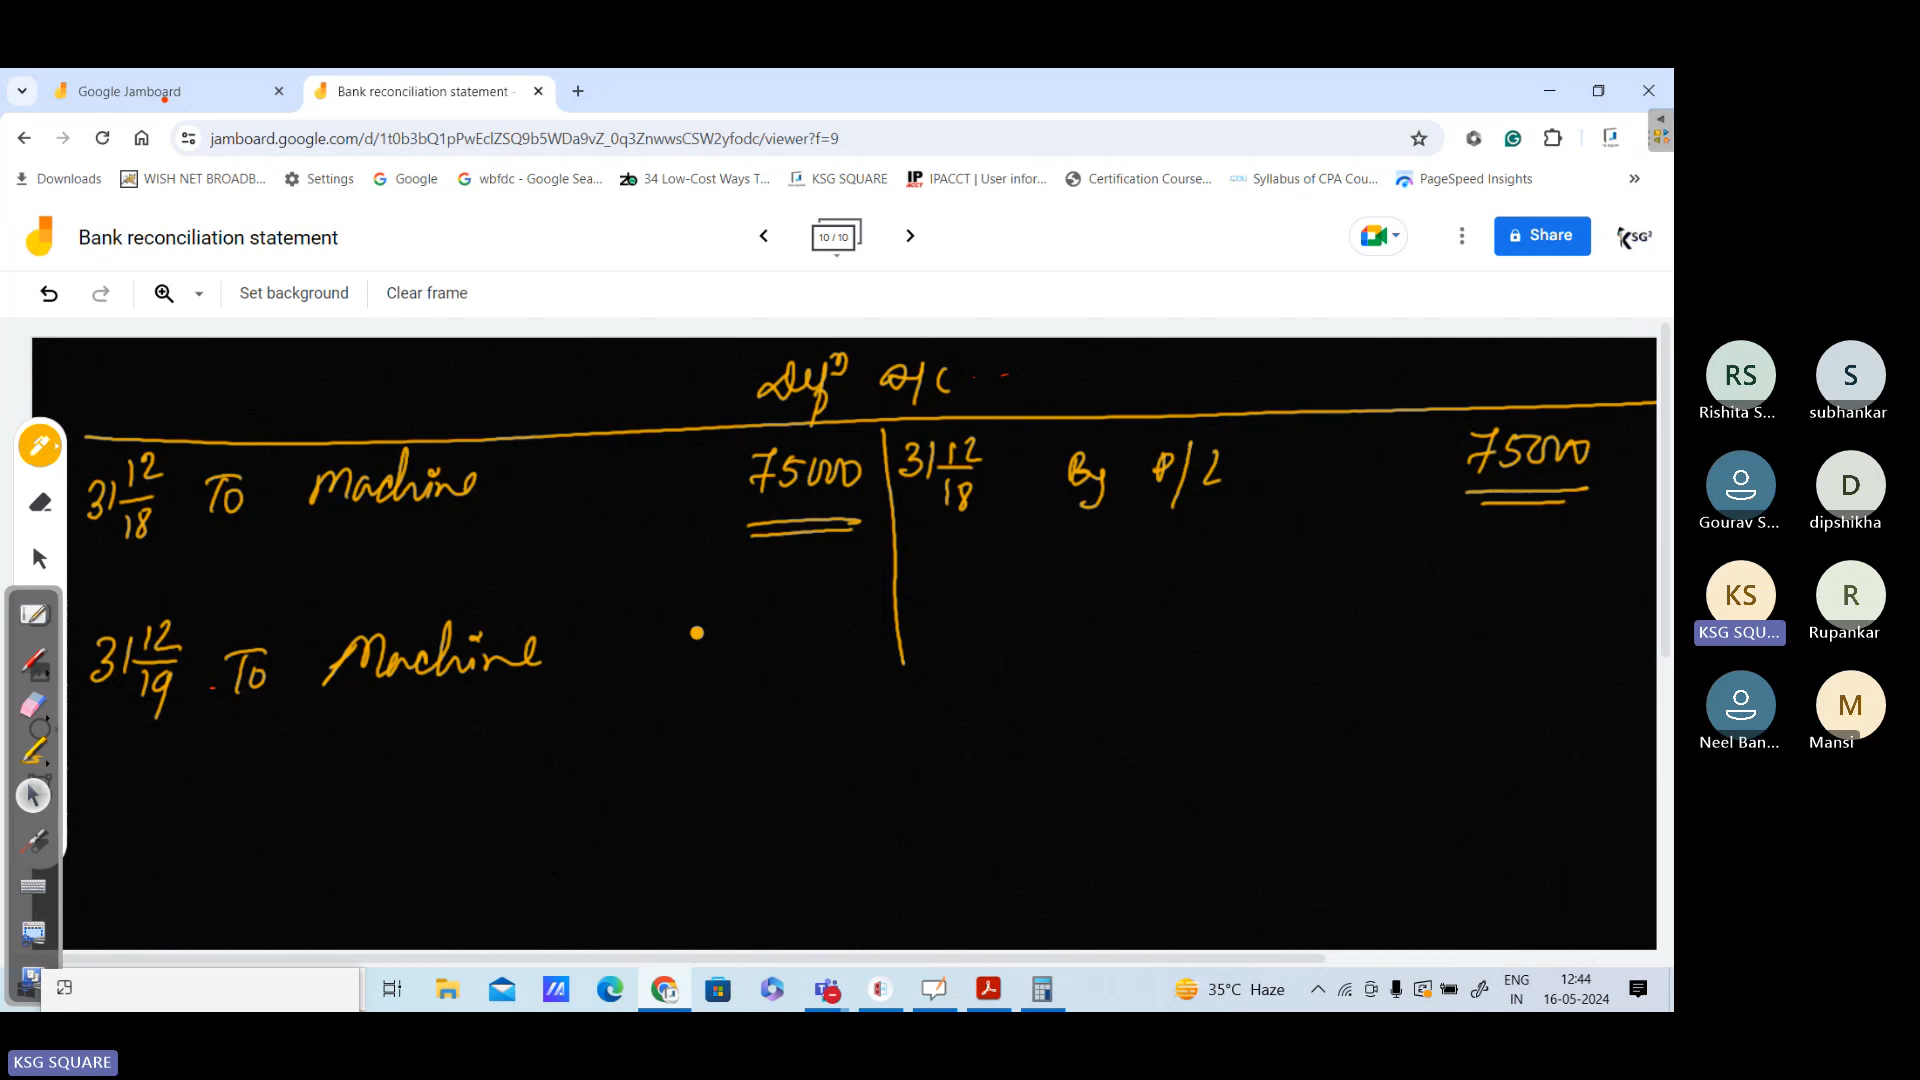 Google Jamboard
Bank reconciliation statement -
jamboard.google.com/d/1t0b3bQ1pPwEclZSQ9b5WDa9vZ_0q3ZnwwsCSW2yfodc/viewer?f=9
Downloads WISH NET BROADB... Settings Google wbfdc - Google Sea... 34 Low-Cost Ways T... KSG SQUARE IPACCT | User infor... Certification Course... Syllabus of CPA Cou... PageSpeed Insights
Bank reconciliation statement
10 / 10
Share
KSG²
Set background Clear frame
Depⁿ A/C
31 12/18 To Machine 75000 31 12/18 By P/L 75000
31 12/19 To Machine
RS S
Rishita S... subhankar
D
Gourav S... dipshikha
KS R
KSG SQU... Rupankar
M
Neel Ban... Mansi
35°C Haze
ENG
IN
12:44
16-05-2024
KSG SQUARE